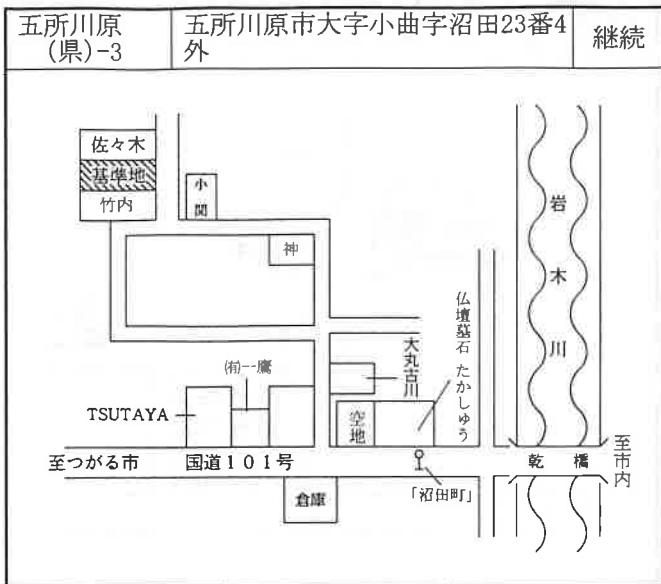 五所川原
(県)-3
五所川原市大字小曲字沼田23番4
外
継続
佐々木
基準地
竹内
小関
神
岩木川
仏壇墓石 たかしゅう
大丸古川
(有)一鷹
TSUTAYA
空地
至つがる市
国道101号
乾橋
至市内
「沼田町」
倉庫